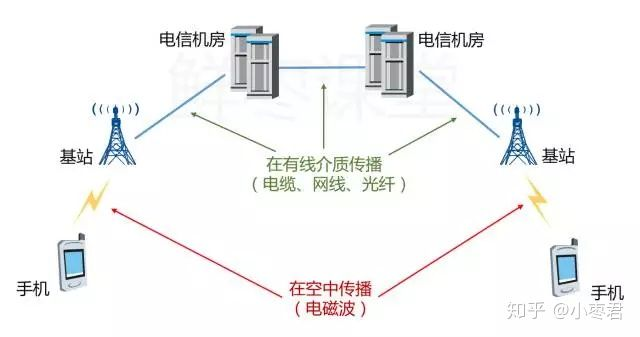 电信机房
电信机房
鲜枣课堂
基站
基站
在有线介质传播
（电缆、网线、光纤）
手机
在空中传播
（电磁波）
手机
知乎 @小枣君